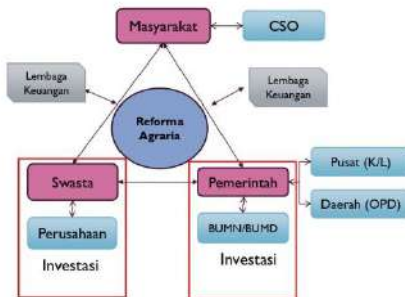 Masyarakat
CSO
Lembaga
Keuangan
Lembaga
Keuangan
Reforma
Agraria
Swasta
Pemerintah
Pusat (K/L)
Daerah (OPD)
Perusahaan
BUMN/BUMD
Investasi
Investasi